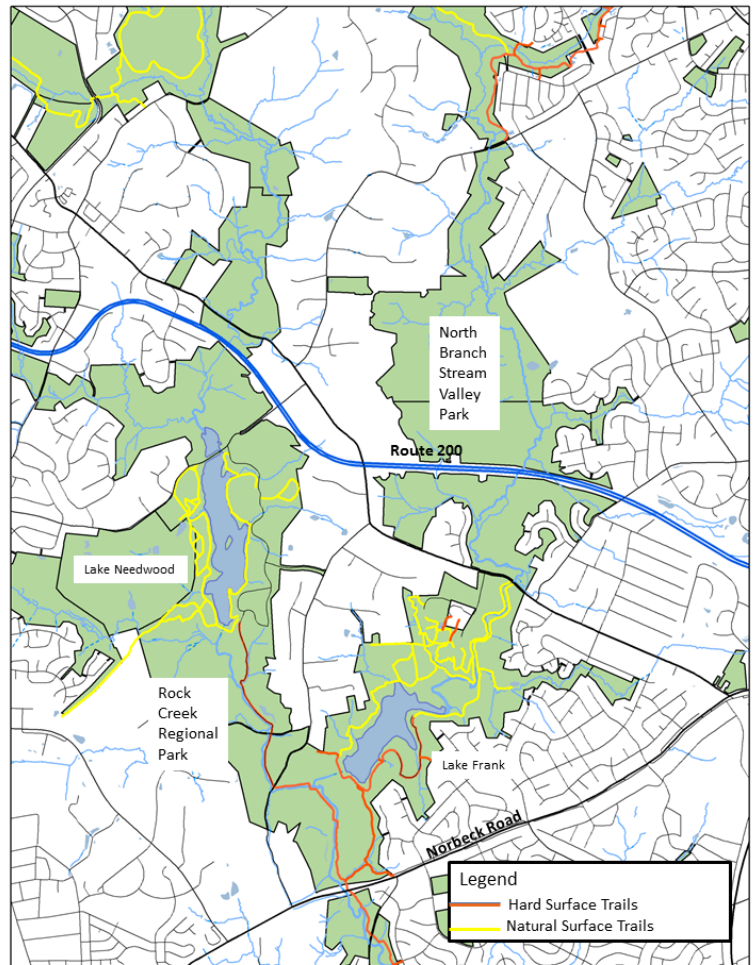 North
Branch
Stream
Valley
Park
Route 200
Lake Needwood
Rock
Creek
Regional
Park
Lake Frank
Norbeck Road
Legend
Hard Surface Trails
Natural Surface Trails